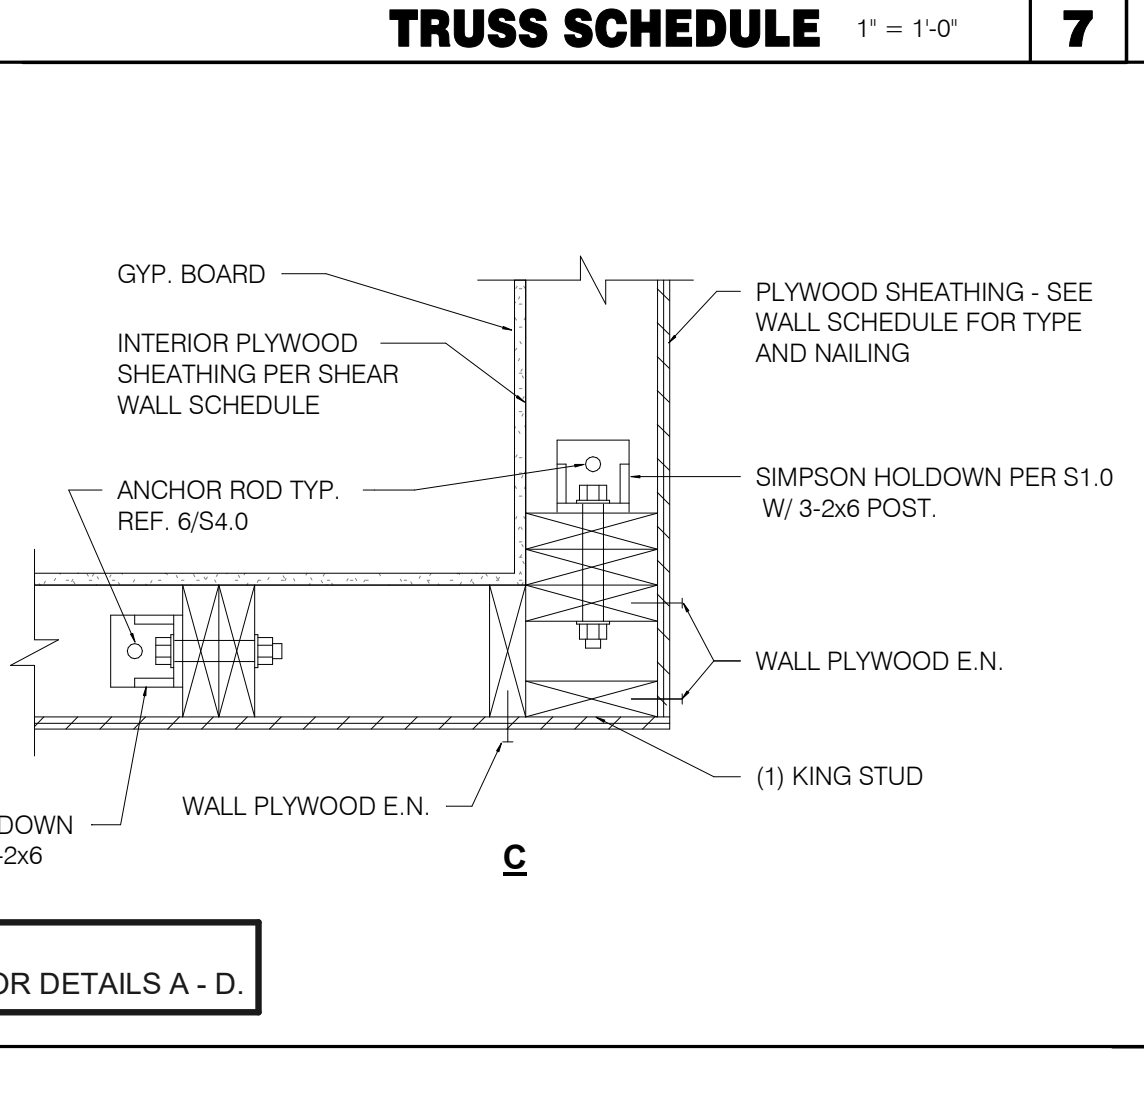 TRUSS SCHEDULE 1" = 1'-0" 7
GYP. BOARD
INTERIOR PLYWOOD
SHEATHING PER SHEAR
WALL SCHEDULE
PLYWOOD SHEATHING - SEE
WALL SCHEDULE FOR TYPE
AND NAILING
ANCHOR ROD TYP.
REF. 6/S4.0
SIMPSON HOLDOWN PER S1.0
W/ 3-2x6 POST.
WALL PLYWOOD E.N.
(1) KING STUD
WALL PLYWOOD E.N.
DOWN
-2x6
C
OR DETAILS A - D.